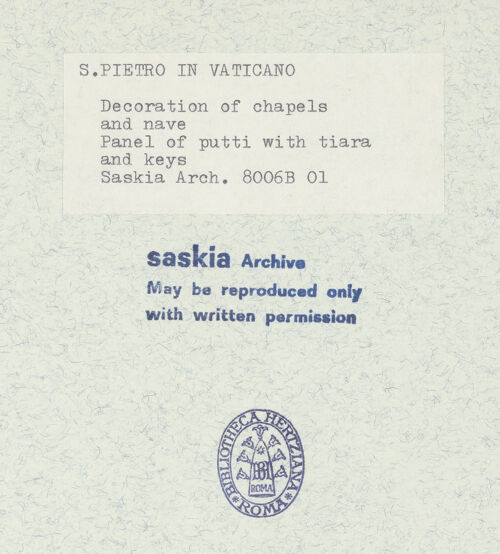 S.PIETRO IN VATICANO
Decoration of chapels
and nave
Panel of putti with tiara
and keys
Saskia Arch. 8006B 01
saskia Archive
May be reproduced only
with written permission
BIBLIOTHECA HERTZIANA
BH
ROMA
* ROMA *